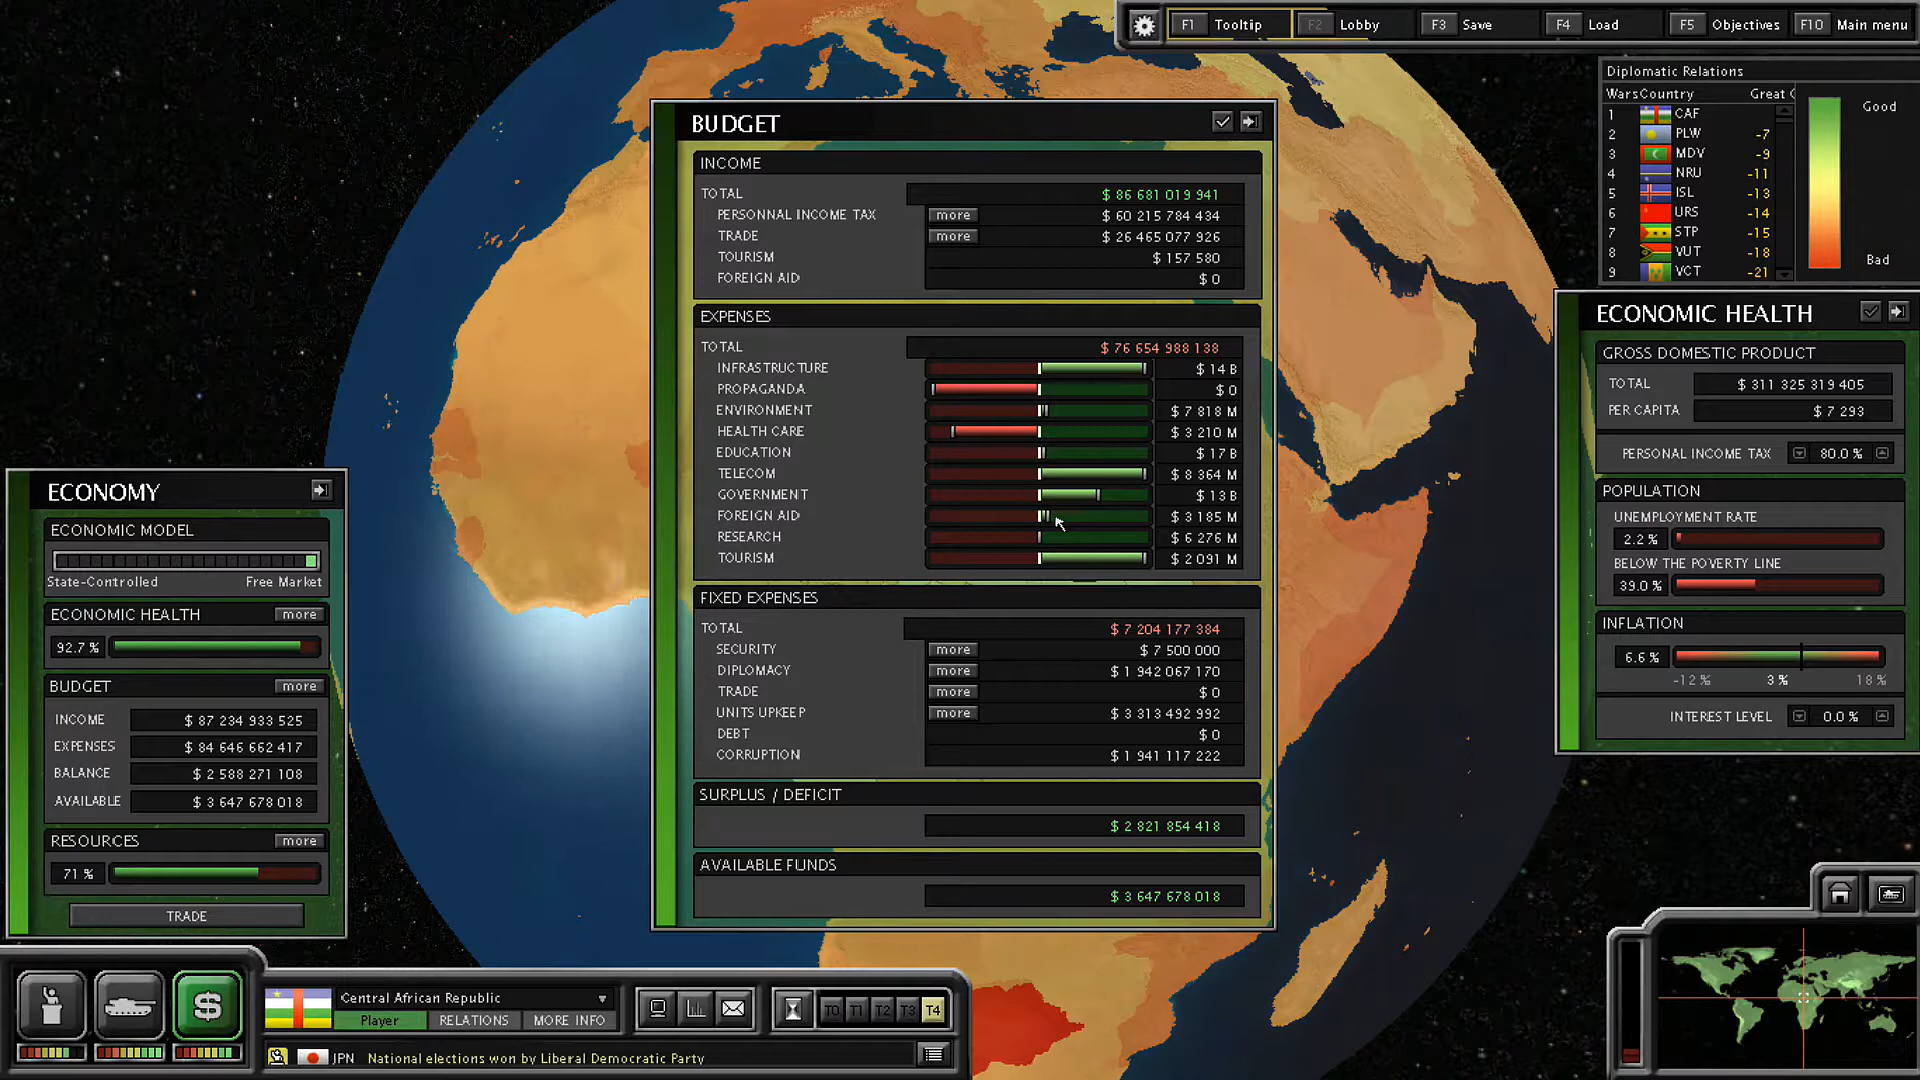 F1 Tooltip F2 Lobby F3 Save F4 Load F5 Objectives F10 Main menu
Diplomatic Relations
Wars Country Great
1 CAF
2 PLW -7
3 MDV -9
4 NRU -11
5 ISL -13
6 URS -14
7 STP -15
8 VUT -18
9 VCT -21
Good
Bad
BUDGET
INCOME
TOTAL $ 86 681 019 941
PERSONNAL INCOME TAX more $ 60 215 784 434
TRADE more $ 26 465 077 926
TOURISM $ 157 580
FOREIGN AID $ 0
EXPENSES
TOTAL $ 76 654 988 138
INFRASTRUCTURE $ 14 B
PROPAGANDA $ 0
ENVIRONMENT $ 7 818 M
HEALTH CARE $ 3 210 M
EDUCATION $ 17 B
TELECOM $ 8 364 M
GOVERNMENT $ 13 B
FOREIGN AID $ 3 185 M
RESEARCH $ 6 276 M
TOURISM $ 2 091 M
FIXED EXPENSES
TOTAL $ 7 204 177 384
SECURITY more $ 7 500 000
DIPLOMACY more $ 1 942 067 170
TRADE more $ 0
UNITS UPKEEP more $ 3 313 492 992
DEBT $ 0
CORRUPTION $ 1 941 117 222
SURPLUS / DEFICIT
$ 2 821 854 418
AVAILABLE FUNDS
$ 3 647 678 018
ECONOMIC HEALTH
GROSS DOMESTIC PRODUCT
TOTAL $ 311 325 319 405
PER CAPITA $ 7 293
PERSONAL INCOME TAX 80.0 %
POPULATION
UNEMPLOYMENT RATE
2.2 %
BELOW THE POVERTY LINE
39.0 %
INFLATION
6.6 %
-12 % 3 % 18 %
INTEREST LEVEL 0.0 %
ECONOMY
ECONOMIC MODEL
State-Controlled Free Market
ECONOMIC HEALTH more
92.7 %
BUDGET more
INCOME $ 87 234 933 525
EXPENSES $ 84 646 662 417
BALANCE $ 2 588 271 108
AVAILABLE $ 3 647 678 018
RESOURCES more
71 %
TRADE
$
Central African Republic
Player RELATIONS MORE INFO
T0 T1 T2 T3 T4
JPN National elections won by Liberal Democratic Party